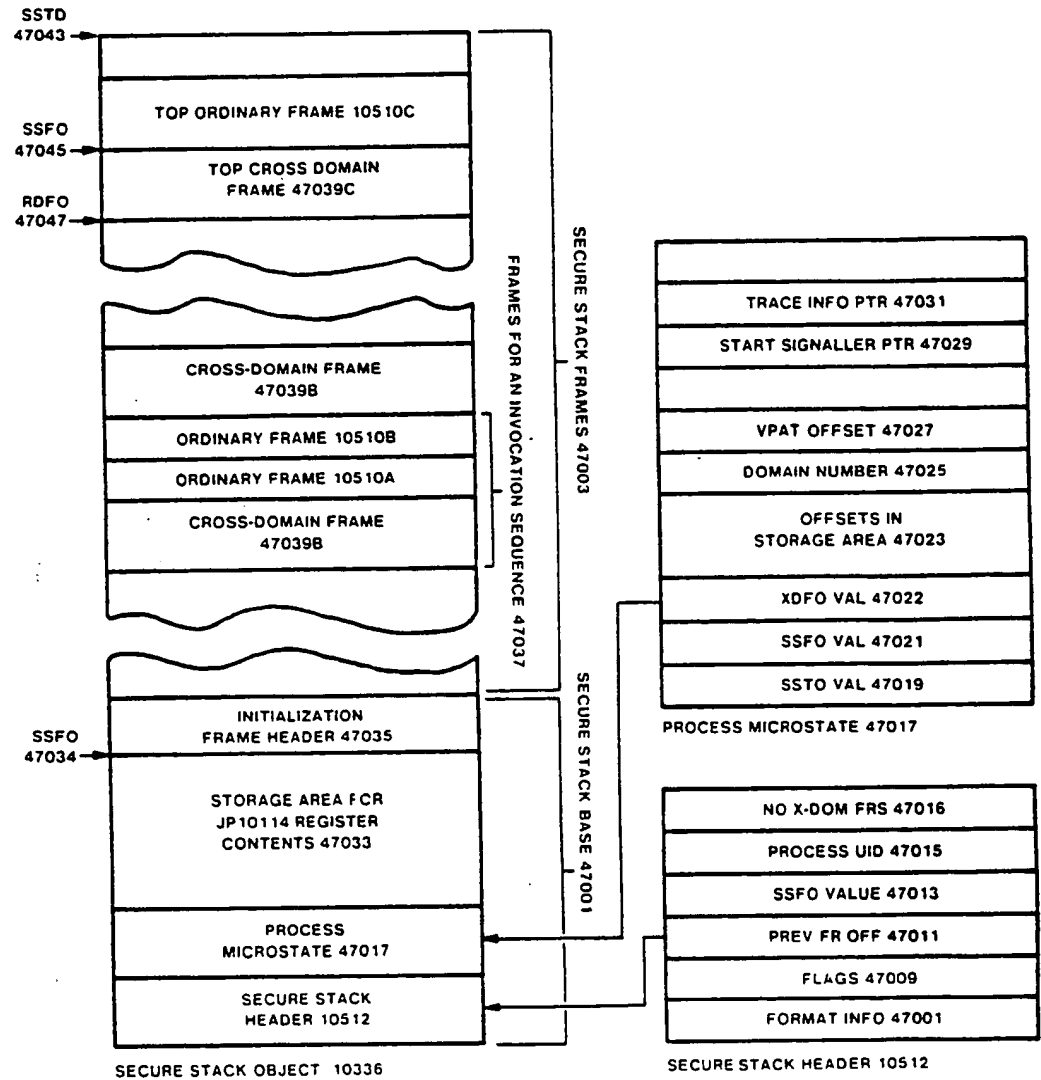 SSTD
47043
TOP ORDINARY FRAME 10510C
SSFO
47045
TOP CROSS DOMAIN
FRAME 47039C
RDFO
47047
CROSS-DOMAIN FRAME
47039B
ORDINARY FRAME 10510B
ORDINARY FRAME 10510A
CROSS-DOMAIN FRAME
47039B
FRAMES FOR AN INVOCATION SEQUENCE 47037
SECURE STACK FRAMES 47003
INITIALIZATION
FRAME HEADER 47035
SSFO
47034
STORAGE AREA FCR
JP10114 REGISTER
CONTENTS 47033
PROCESS
MICROSTATE 47017
SECURE STACK
HEADER 10512
SECURE STACK BASE 47001
SECURE STACK OBJECT 10336
TRACE INFO PTR 47031
START SIGNALLER PTR 47029
VPAT OFFSET 47027
DOMAIN NUMBER 47025
OFFSETS IN
STORAGE AREA 47023
XDFO VAL 47022
SSFO VAL 47021
SSTO VAL 47019
PROCESS MICROSTATE 47017
NO X-DOM FRS 47016
PROCESS UID 47015
SSFO VALUE 47013
PREV FR OFF 47011
FLAGS 47009
FORMAT INFO 47001
SECURE STACK HEADER 10512